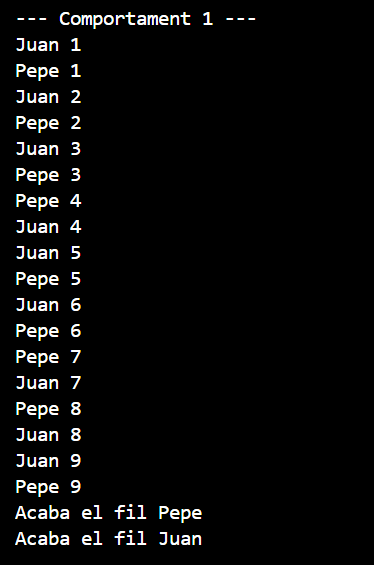 --- Comportament 1 ---
Juan 1
Pepe 1
Juan 2
Pepe 2
Juan 3
Pepe 3
Pepe 4
Juan 4
Juan 5
Pepe 5
Juan 6
Pepe 6
Pepe 7
Juan 7
Pepe 8
Juan 8
Juan 9
Pepe 9
Acaba el fil Pepe
Acaba el fil Juan